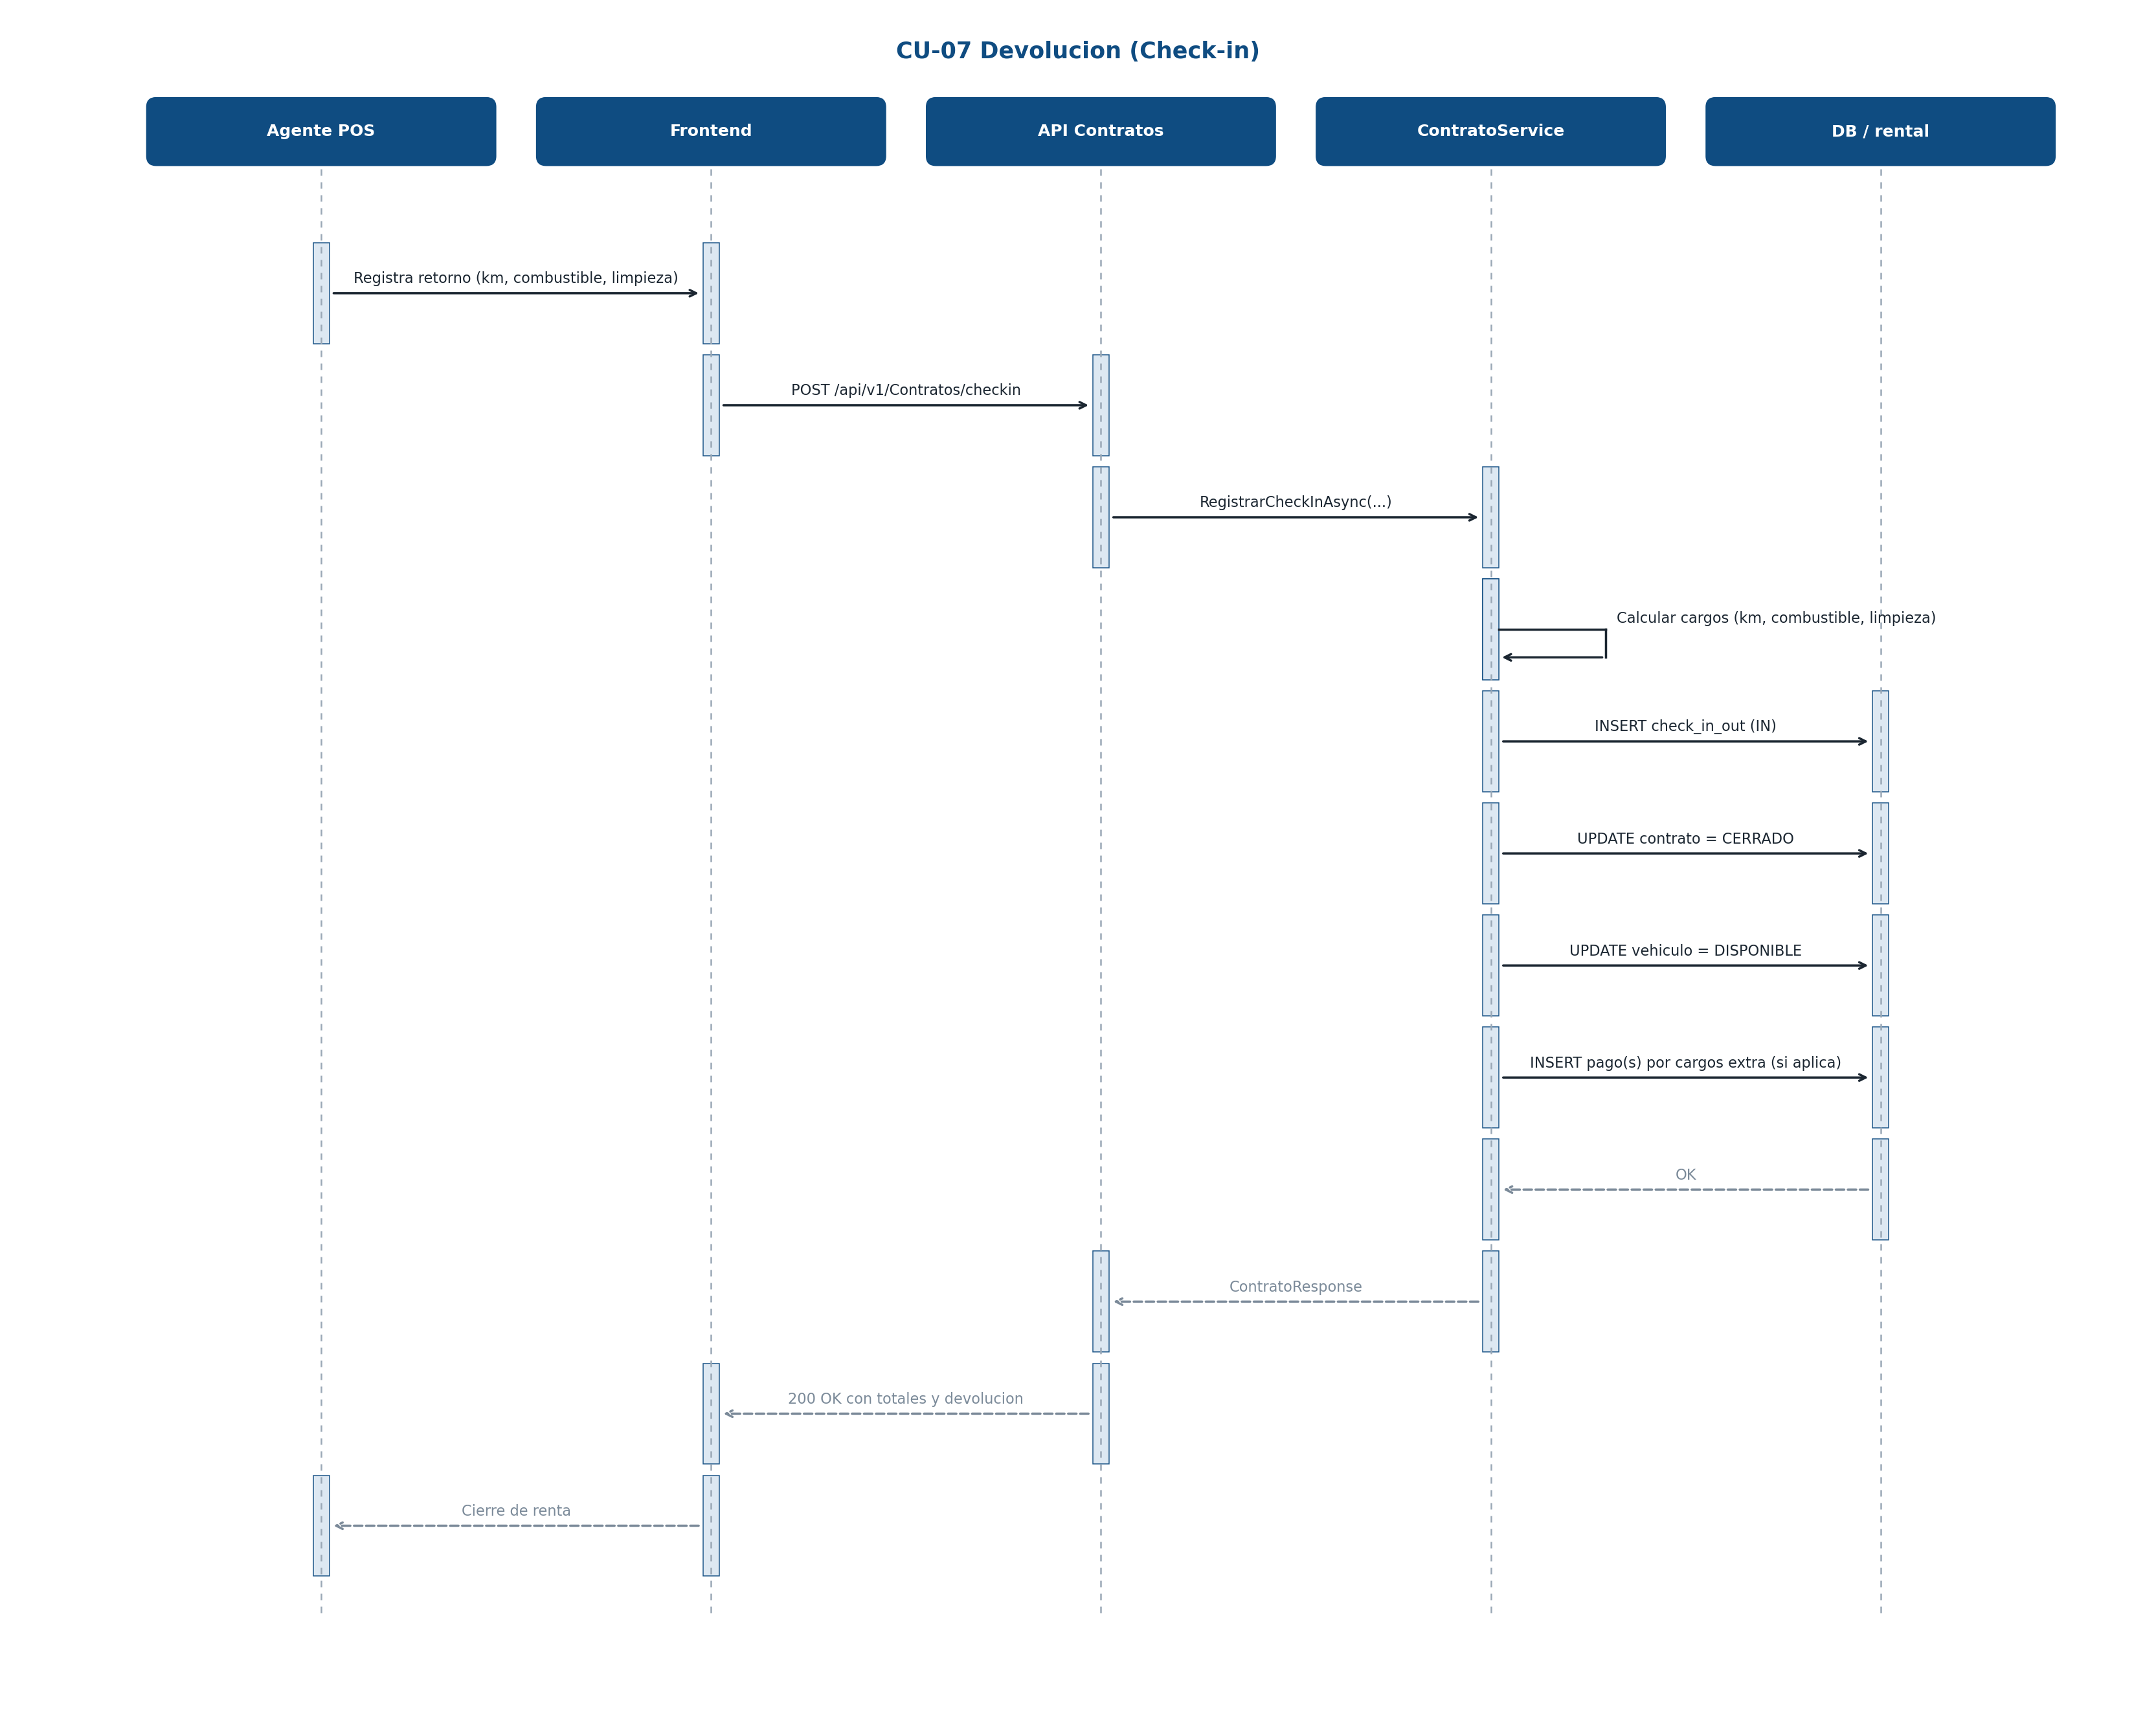 CU-07 Devolucion (Check-in)
Agente POS
Frontend
API Contratos
ContratoService
DB / rental
Registra retorno (km, combustible, limpieza)
POST /api/v1/Contratos/checkin
RegistrarCheckInAsync(...)
Calcular cargos (km, combustible, limpieza)
INSERT check_in_out (IN)
UPDATE contrato = CERRADO
UPDATE vehiculo = DISPONIBLE
INSERT pago(s) por cargos extra (si aplica)
OK
ContratoResponse
200 OK con totales y devolucion
Cierre de renta